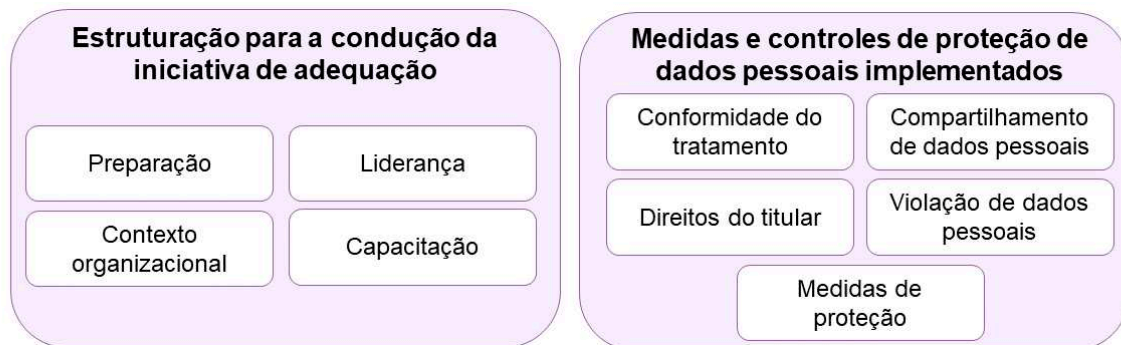 Estruturação para a condução da
iniciativa de adequação
Preparação
Liderança
Contexto
organizacional
Capacitação
Medidas e controles de proteção de
dados pessoais implementados
Conformidade do
tratamento
Compartilhamento
de dados pessoais
Direitos do titular
Violação de dados
pessoais
Medidas de
proteção